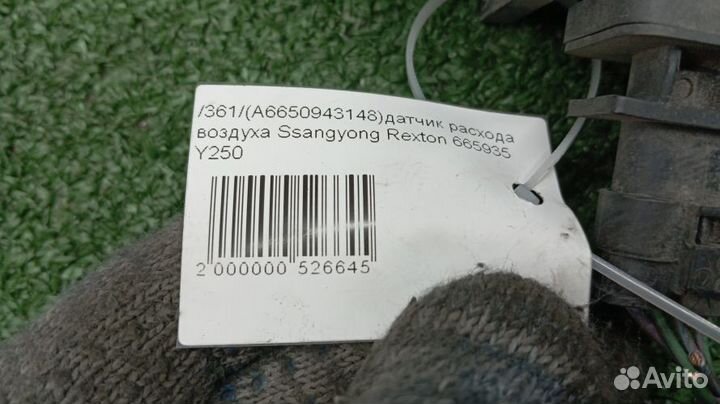 /361/(A6650943148)датчик расхода
воздуха Ssangyong Rexton 665935
Y250
2 000000 526645
Avito